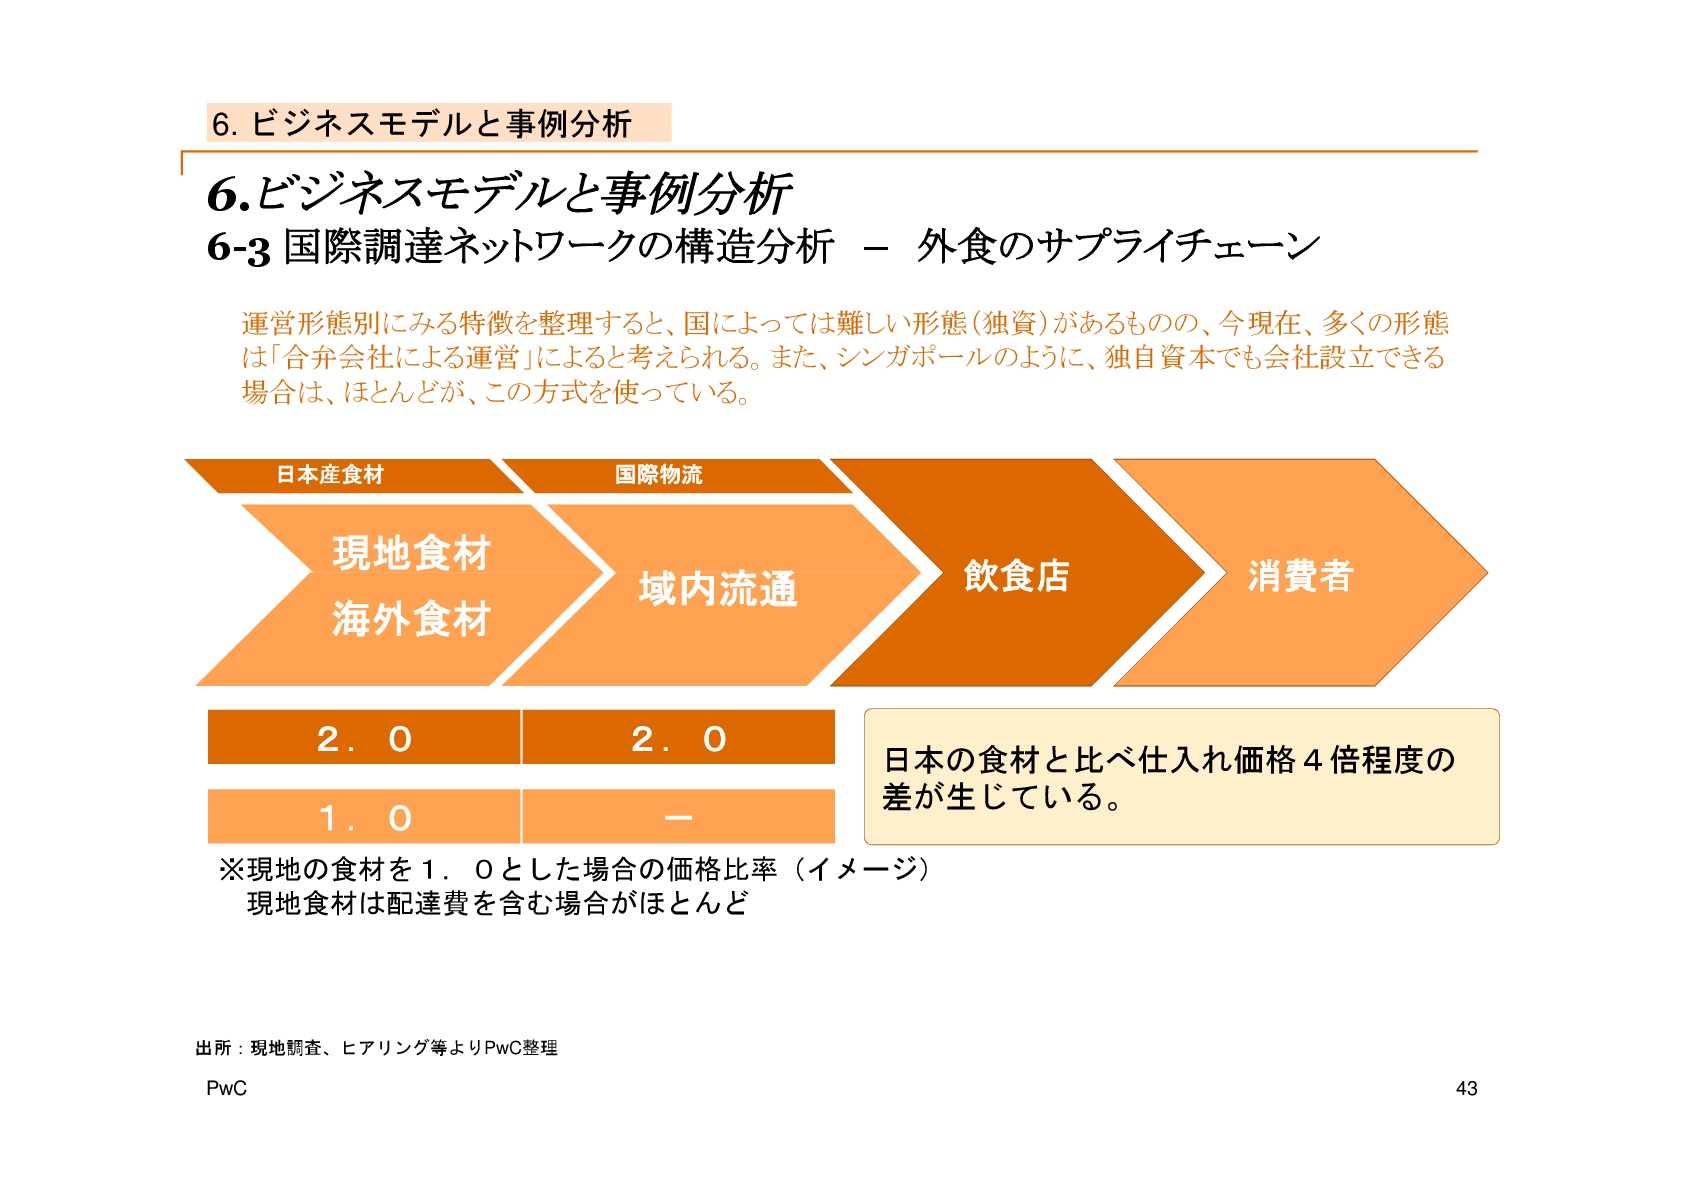 6. ビジネスモデルと事例分析
6.ビジネスモデルと事例分析
6-3 国際調達ネットワークの構造分析 － 外食のサプライチェーン
運営形態別にみる特徴を整理すると、国によっては難しい形態(独資)があるものの、今現在、多くの形態
は「合弁会社による運営」によると考えられる。また、シンガポールのように、独自資本でも会社設立できる
場合は、ほとんどが、この方式を使っている。
日本産食材
国際物流
現地食材
海外食材
域内流通
飲食店
消費者
２．０
２．０
１．０
－
日本の食材と比べ仕入れ価格４倍程度の
差が生じている。
※現地の食材を１．０とした場合の価格比率（イメージ）
現地食材は配達費を含む場合がほとんど
出所：現地調査、ヒアリング等よりPwC整理
PwC
43